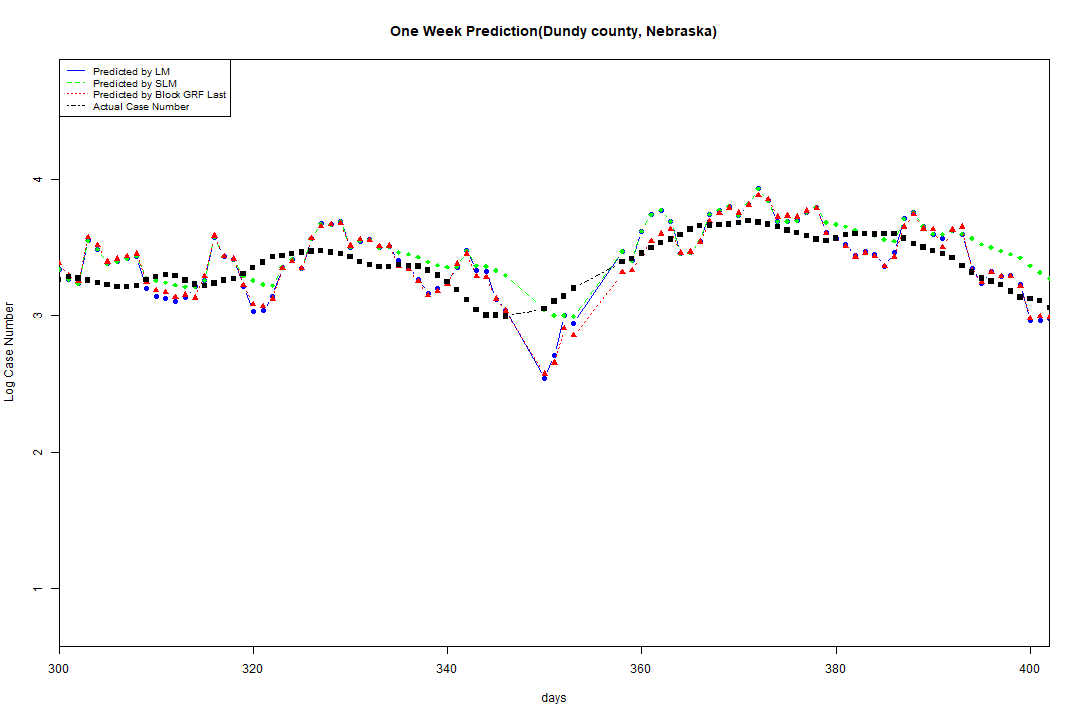 One Week Prediction(Dundy county, Nebraska)
Predicted by LM
Predicted by SLM
Predicted by Block GRF Last
Actual Case Number
4
3
2
1
Log Case Number
300 320 340 360 380 400
days